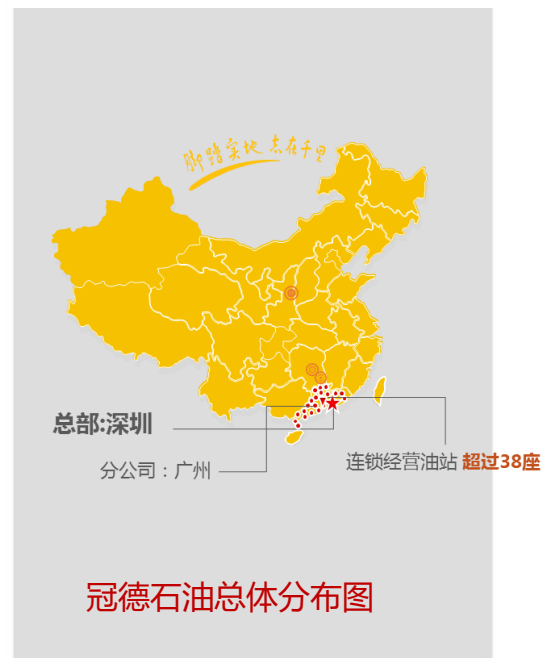 脚踏实地 志在千里
总部:深圳
分公司：广州
连锁经营油站 超过38座
冠德石油总体分布图